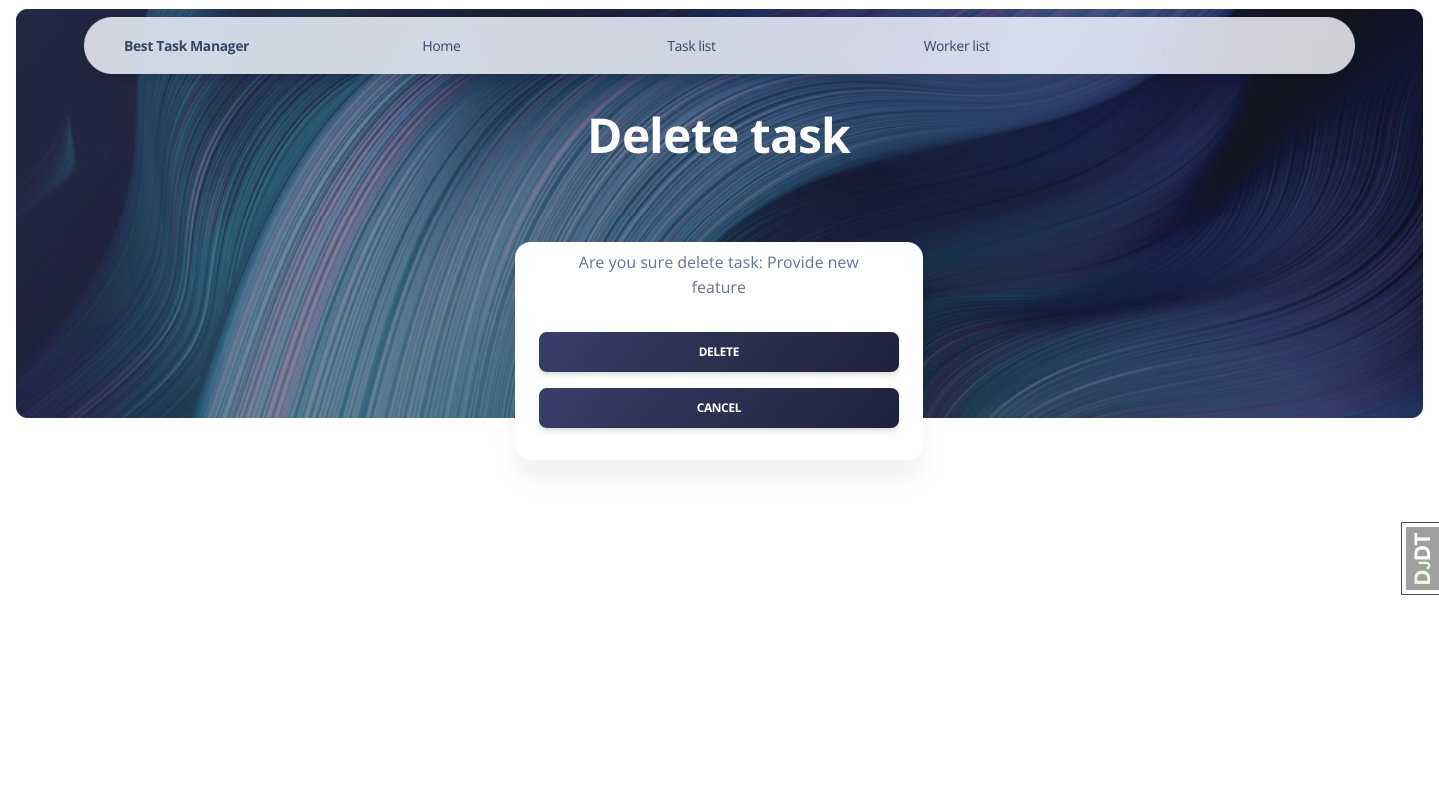 Best Task Manager
Home
Task list
Worker list
Delete task
Are you sure delete task: Provide new
feature
DELETE
CANCEL
DJDT